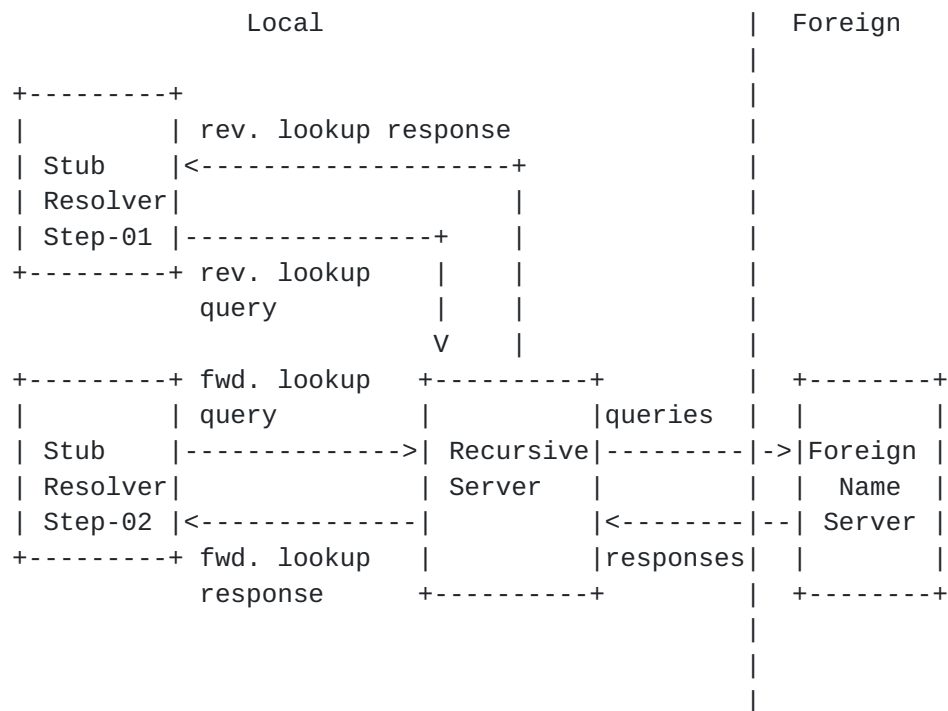 Local Foreign
rev. lookup response
Stub
Resolver
Step-01
rev. lookup
query
V
fwd. lookup
query queries
Stub Recursive Foreign
Resolver Server Name
Step-02 Server
fwd. lookup responses
response